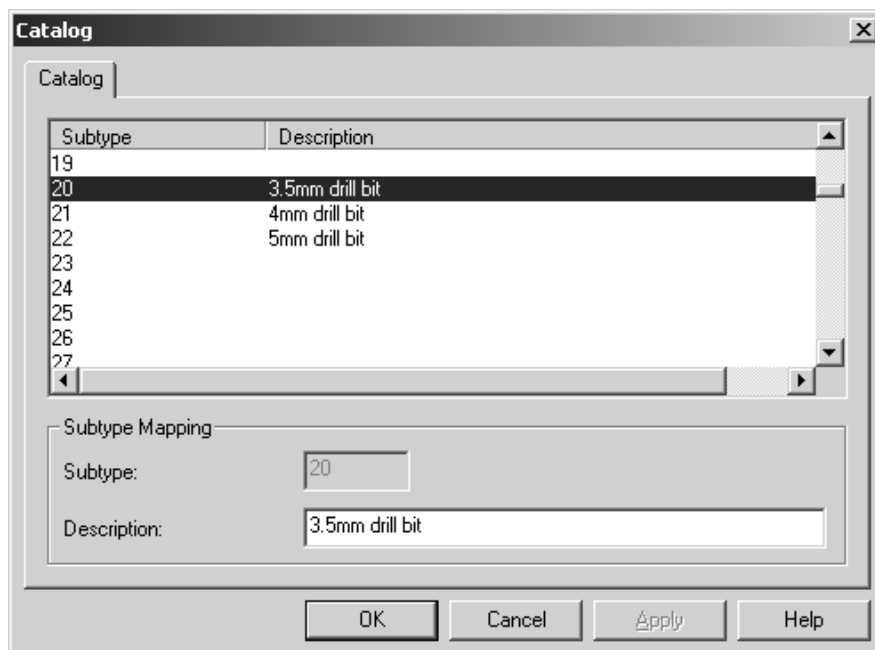 Catalog
Catalog
Subtype Description
19
20 3.5mm drill bit
21 4mm drill bit
22 5mm drill bit
23
24
25
26
27
Subtype Mapping
Subtype: 20
Description: 3.5mm drill bit
OK Cancel Apply Help